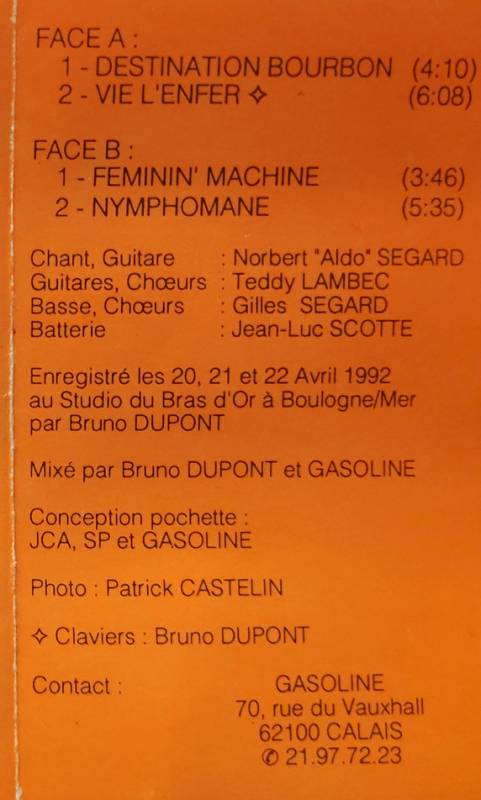 FACE A :
1 - DESTINATION BOURBON (4:10)
2 - VIE L'ENFER ✧ (6:08)
FACE B :
1 - FEMININ' MACHINE (3:46)
2 - NYMPHOMANE (5:35)
Chant, Guitare : Norbert "Aldo" SEGARD
Guitares, Chœurs : Teddy LAMBEC
Basse, Chœurs : Gilles SEGARD
Batterie : Jean-Luc SCOTTE
Enregistré les 20, 21 et 22 Avril 1992
au Studio du Bras d'Or à Boulogne/Mer
par Bruno DUPONT
Mixé par Bruno DUPONT et GASOLINE
Conception pochette :
JCA, SP et GASOLINE
Photo : Patrick CASTELIN
✧ Claviers : Bruno DUPONT
Contact : GASOLINE
70, rue du Vauxhall
62100 CALAIS
✆ 21.97.72.23